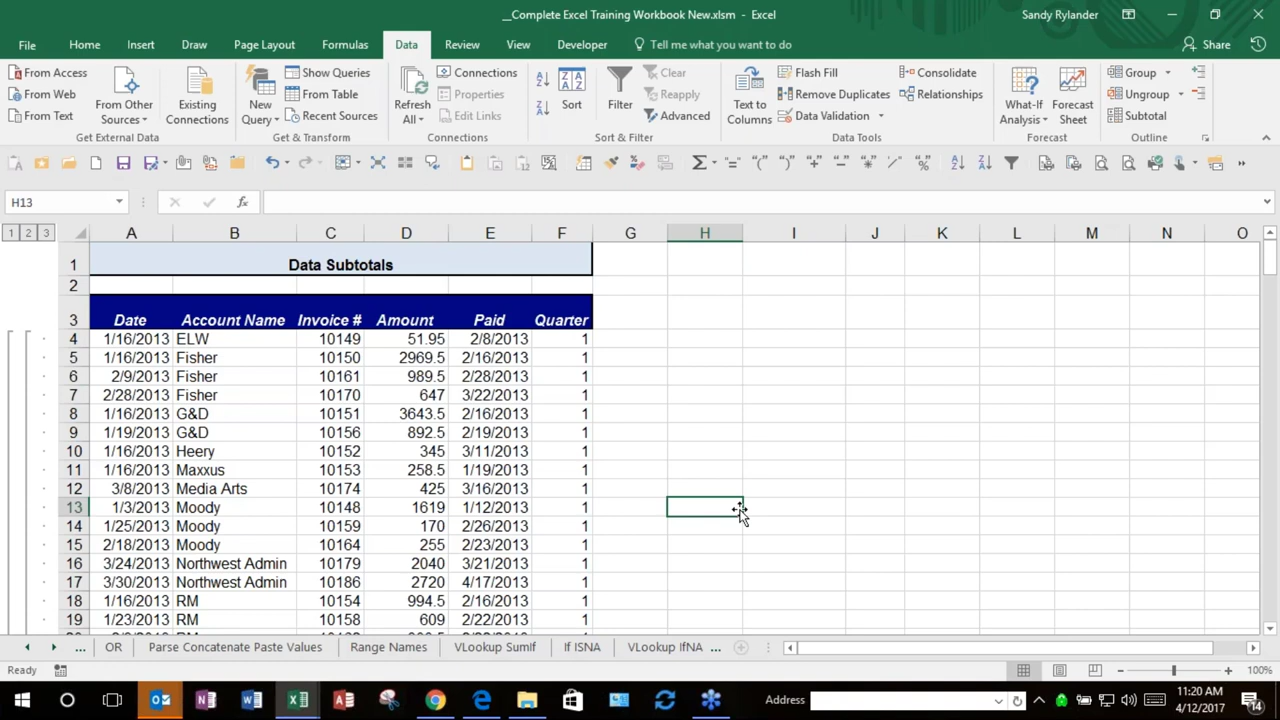 __Complete Excel Training Workbook New.xlsm - Excel Sandy Rylander
File Home Insert Draw Page Layout Formulas Data Review View Developer Tell me what you want to do Share
From Access
From Web
From Text
From Other Sources
Existing Connections
Get External Data
New Query
Show Queries
From Table
Recent Sources
Get & Transform
Refresh All
Connections
Properties
Edit Links
Connections
Sort
Filter
Clear
Reapply
Advanced
Sort & Filter
Text to Columns
Flash Fill
Remove Duplicates
Data Validation
Consolidate
Relationships
Data Tools
What-If Analysis
Forecast Sheet
Forecast
Group
Ungroup
Subtotal
Outline
H13 fx
1 2 3 A B C D E F G H I J K L M N O
1 Data Subtotals
2
3 Date Account Name Invoice # Amount Paid Quarter
4 1/16/2013 ELW 10149 51.95 2/8/2013 1
5 1/16/2013 Fisher 10150 2969.5 2/16/2013 1
6 2/9/2013 Fisher 10161 989.5 2/28/2013 1
7 2/28/2013 Fisher 10170 647 3/22/2013 1
8 1/16/2013 G&D 10151 3643.5 2/16/2013 1
9 1/19/2013 G&D 10156 892.5 2/19/2013 1
10 1/16/2013 Heery 10152 345 3/11/2013 1
11 1/16/2013 Maxxus 10153 258.5 1/19/2013 1
12 3/8/2013 Media Arts 10174 425 3/16/2013 1
13 1/3/2013 Moody 10148 1619 1/12/2013 1
14 1/25/2013 Moody 10159 170 2/26/2013 1
15 2/18/2013 Moody 10164 255 2/23/2013 1
16 3/24/2013 Northwest Admin 10179 2040 3/21/2013 1
17 3/30/2013 Northwest Admin 10186 2720 4/17/2013 1
18 1/16/2013 RM 10154 994.5 2/16/2013 1
19 1/23/2013 RM 10158 609 2/22/2013 1
... OR Parse Concatenate Paste Values Range Names VLookup SumIf If ISNA VLookup IfNA ...
Ready 100%
Address 11:20 AM
4/12/2017 14